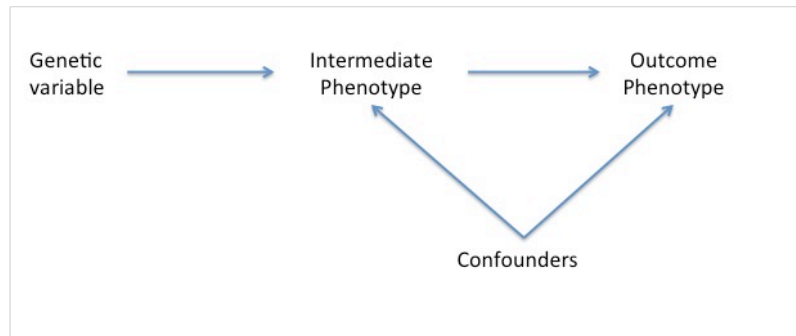 Genetic
variable
Intermediate
Phenotype
Outcome
Phenotype
Confounders